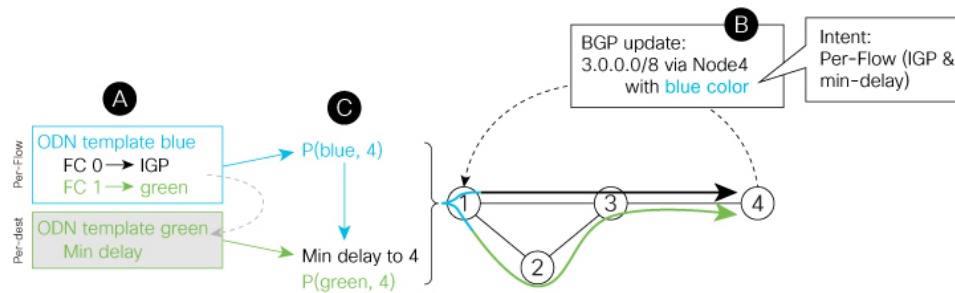 A
Per-Flow
ODN template blue
FC 0 → IGP
FC 1 → green
Per-dest
ODN template green
Min delay
C
P(blue, 4)
Min delay to 4
P(green, 4)
B
BGP update:
3.0.0.0/8 via Node4
with blue color
Intent:
Per-Flow (IGP &
min-delay)
1
3
4
2